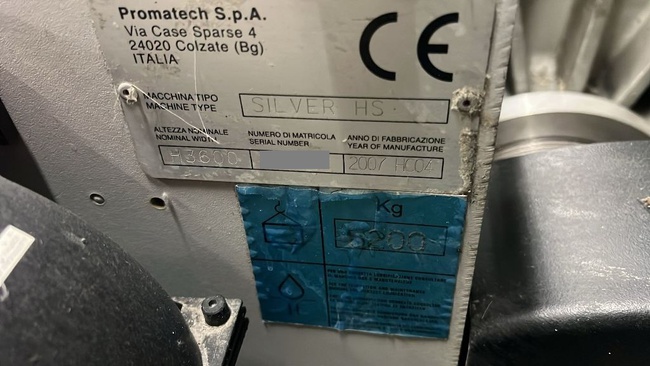 Promatech S.p.A.
Via Case Sparse 4
24020 Colzate (Bg)
ITALIA
CE
MACCHINA TIPO
MACHINE TYPE
SILVER HS
ALTEZZA NOMINALE
NOMINAL WIDTH
NUMERO DI MATRICOLA
SERIAL NUMBER
ANNO DI FABBRICAZIONE
YEAR OF MANUFACTURE
H3600
2007 HC04
Kg
5200